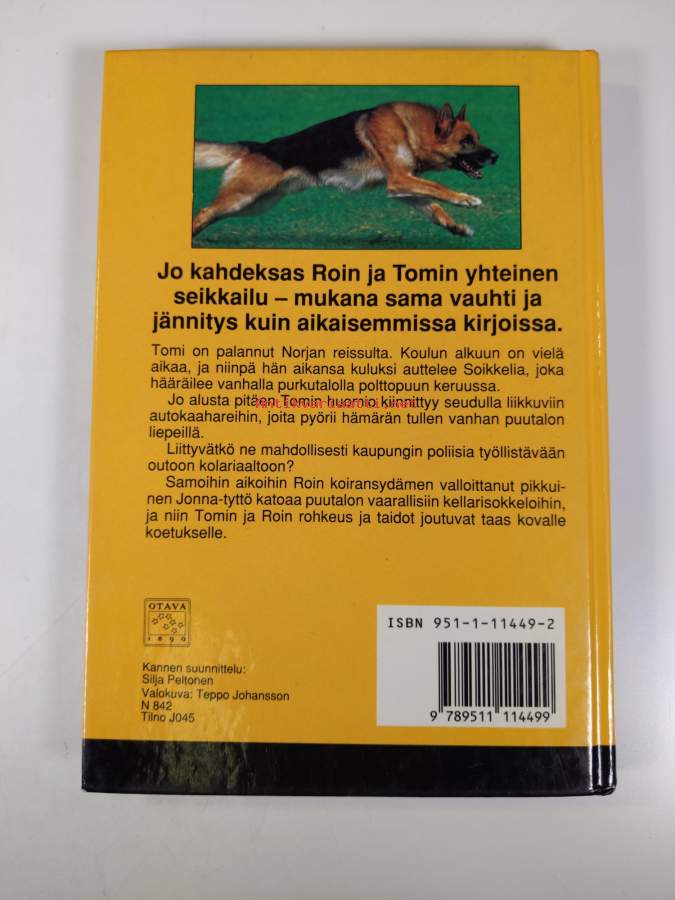 Jo kahdeksas Roin ja Tomin yhteinen
seikkailu – mukana sama vauhti ja
jännitys kuin aikaisemmissa kirjoissa.
Tomi on palannut Norjan reissulta. Koulun alkuun on vielä
aikaa, ja niinpä hän aikansa kuluksi auttelee Soikkelia, joka
hääräilee vanhalla purkutalolla polttopuun keruussa.
Jo alusta pitäen Tomin huomio kiinnittyy seudulla liikkuviin
Antikvariaatti.net
autokaahareihin, joita pyörii hämärän tullen vanhan puutalon
liepeillä.
Liittyvätkö ne mahdollisesti kaupungin poliisia työllistävään
outoon kolariaaltoon?
Samoihin aikoihin Roin koiransydämen valloittanut pikkui-
nen Jonna-tyttö katoaa puutalon vaarallisiin kellarisokkeloihin,
ja niin Tomin ja Roin rohkeus ja taidot joutuvat taas kovalle
koetukselle.
OTAVA
1890
Kannen suunnittelu:
Silja Peltonen
Valokuva: Teppo Johansson
N 842
Tilno J045
ISBN 951-1-11449-2
9 789511 114499